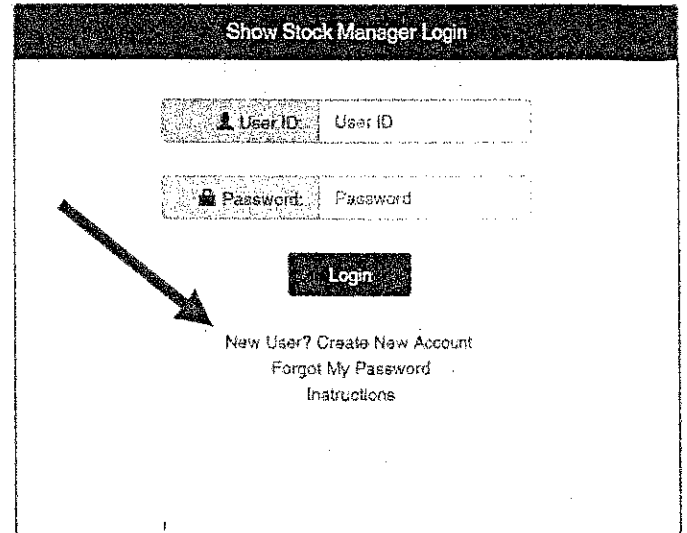 Show Stock Manager Login
User ID: User ID
Password: Password
Login
New User? Create New Account
Forgot My Password
Instructions